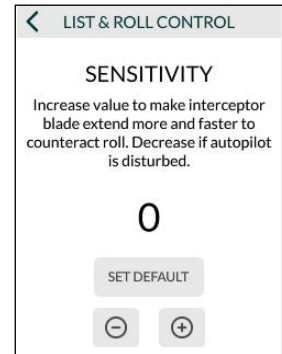 LIST & ROLL CONTROL
SENSITIVITY
Increase value to make interceptor
blade extend more and faster to
counteract roll. Decrease if autopilot
is disturbed.
0
SET DEFAULT